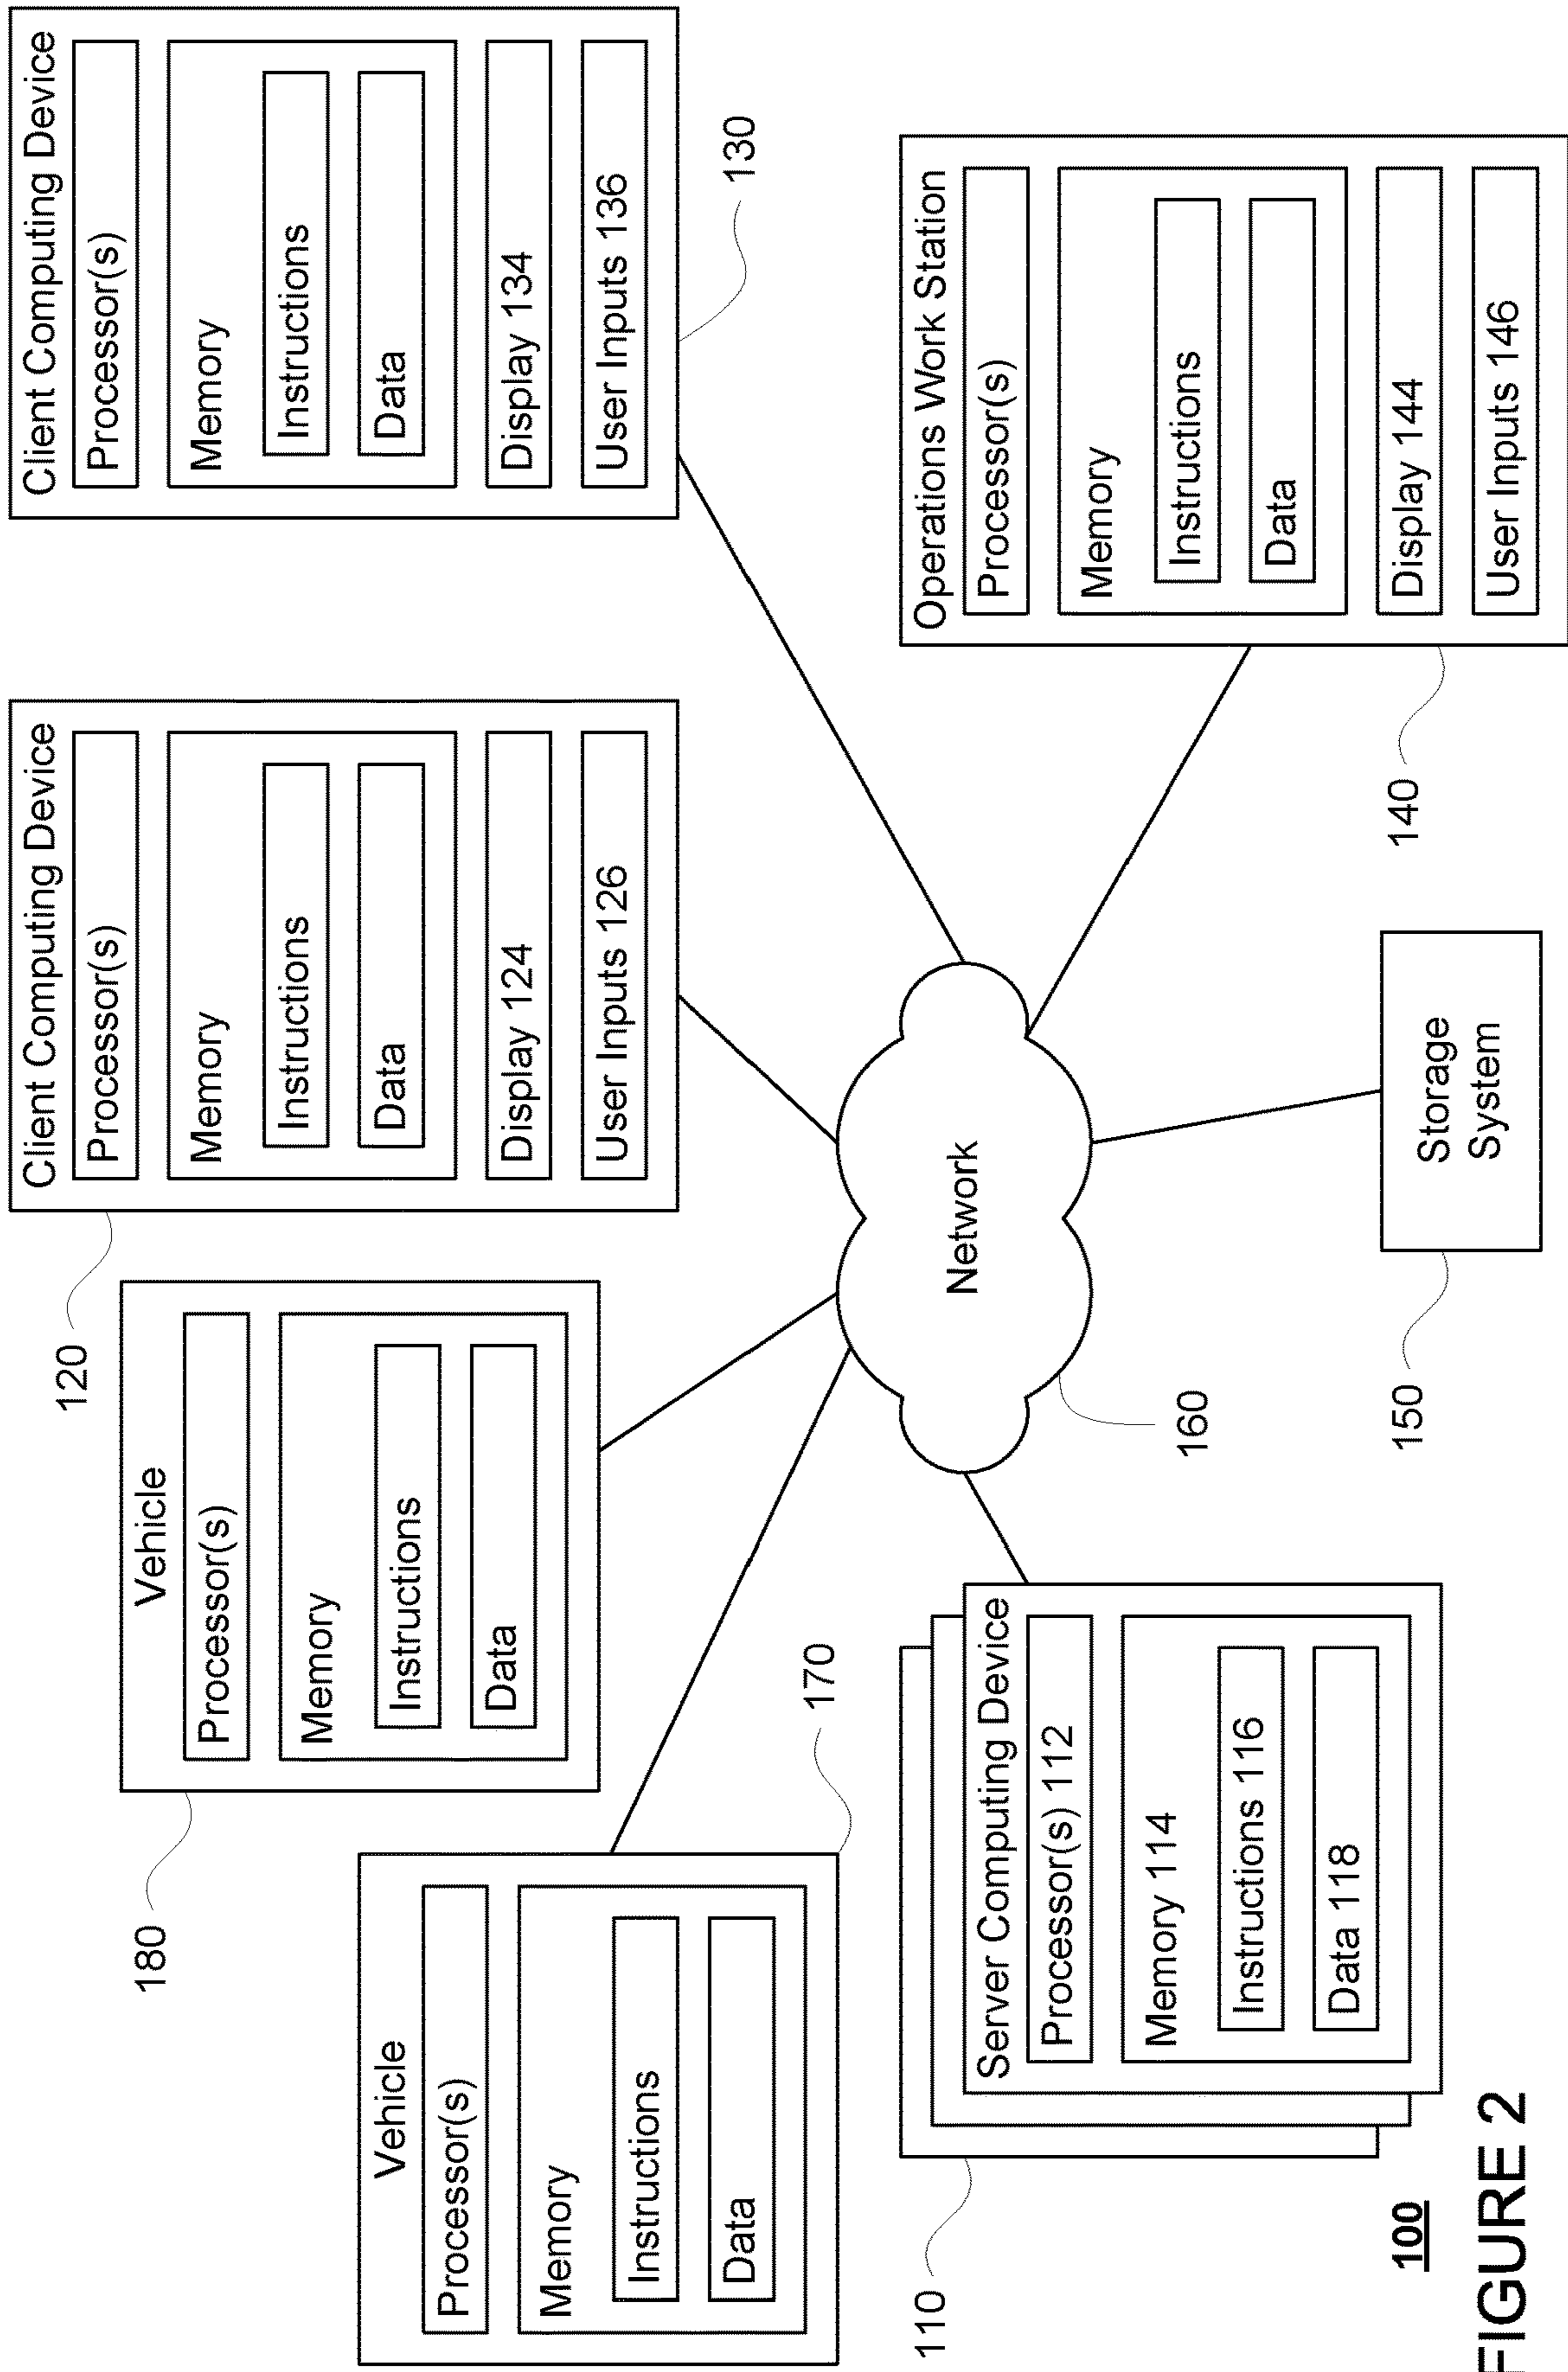 Vehicle
Processor(s)
Memory
Instructions
Data
170
Vehicle
Processor(s)
Memory
Instructions
Data
180
Client Computing Device
Processor(s)
Memory
Instructions
Data
Display 124
User Inputs 126
120
Client Computing Device
Processor(s)
Memory
Instructions
Data
Display 134
User Inputs 136
130
Network
160
Server Computing Device
Processor(s) 112
Memory 114
Instructions 116
Data 118
110
Storage
System
150
Operations Work Station
Processor(s)
Memory
Instructions
Data
Display 144
User Inputs 146
140
100
FIGURE 2